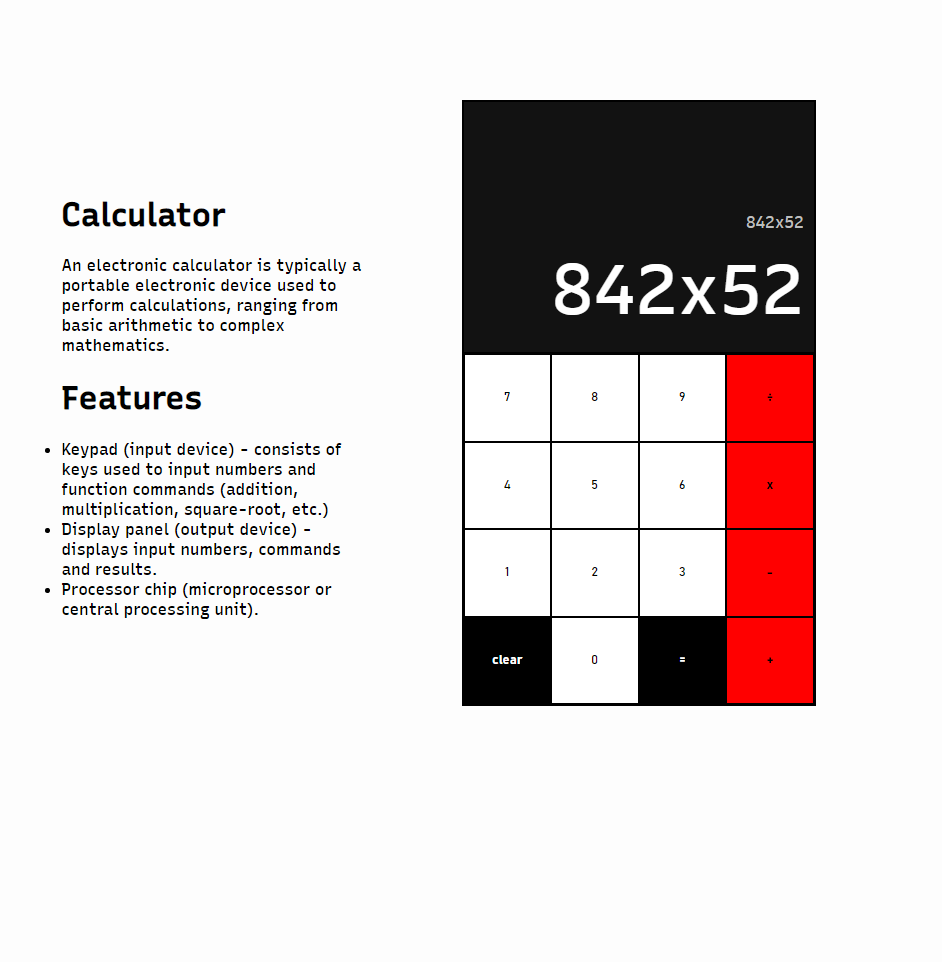 Calculator
An electronic calculator is typically a
portable electronic device used to
perform calculations, ranging from
basic arithmetic to complex
mathematics.
Features
• Keypad (input device) - consists of
keys used to input numbers and
function commands (addition,
multiplication, square-root, etc.)
• Display panel (output device) -
displays input numbers, commands
and results.
• Processor chip (microprocessor or
central processing unit).
842x52
842x52
7 8 9 ÷
4 5 6 x
1 2 3 -
clear 0 = +